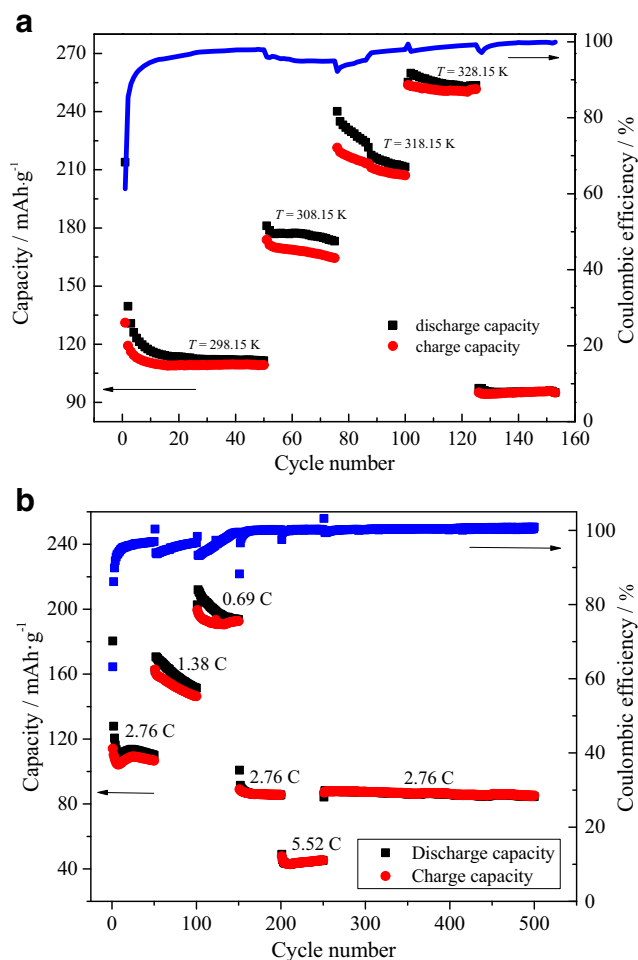 a
270
240
210
180
150
120
90
Capacity / mAh·g⁻¹
100
80
60
40
20
0
Coulombic efficiency / %
T = 328.15 K
T = 318.15 K
T = 308.15 K
T = 298.15 K
discharge capacity
charge capacity
0 20 40 60 80 100 120 140 160
Cycle number
b
240
200
160
120
80
40
Capacity / mAh·g⁻¹
100
80
60
40
20
0
Coulombic efficiency / %
0.69 C
1.38 C
2.76 C
2.76 C
2.76 C
5.52 C
Discharge capacity
Charge capacity
0 100 200 300 400 500
Cycle number